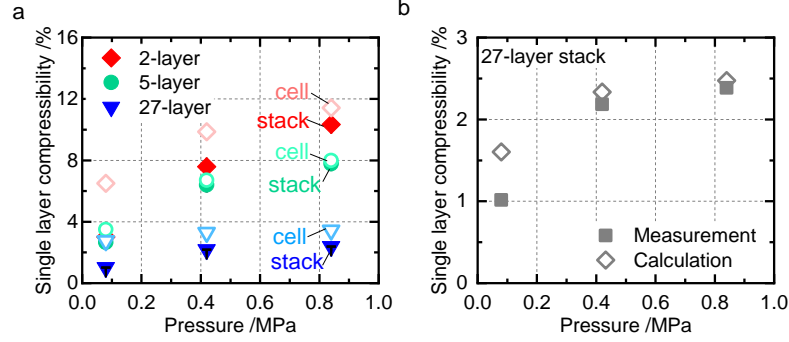 a
Single layer compressibility /%
16
12
8
4
0
2-layer
5-layer
27-layer
cell
stack
cell
stack
cell
stack
0.0 0.2 0.4 0.6 0.8 1.0
Pressure /MPa
b
Single layer compressibility /%
3
2
1
0
27-layer stack
Measurement
Calculation
0.0 0.2 0.4 0.6 0.8 1.0
Pressure /MPa